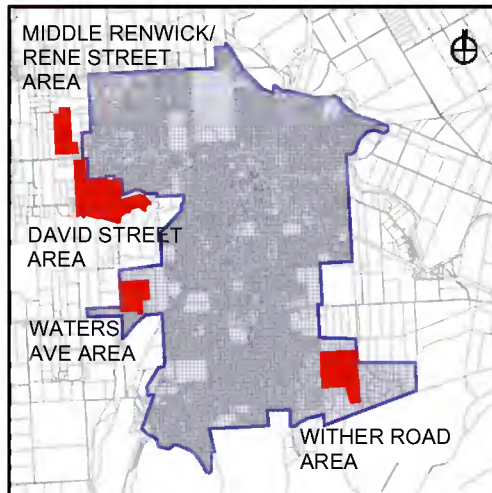 MIDDLE RENWICK/
RENE STREET
AREA
DAVID STREET
AREA
WATERS
AVE AREA
WITHER ROAD
AREA